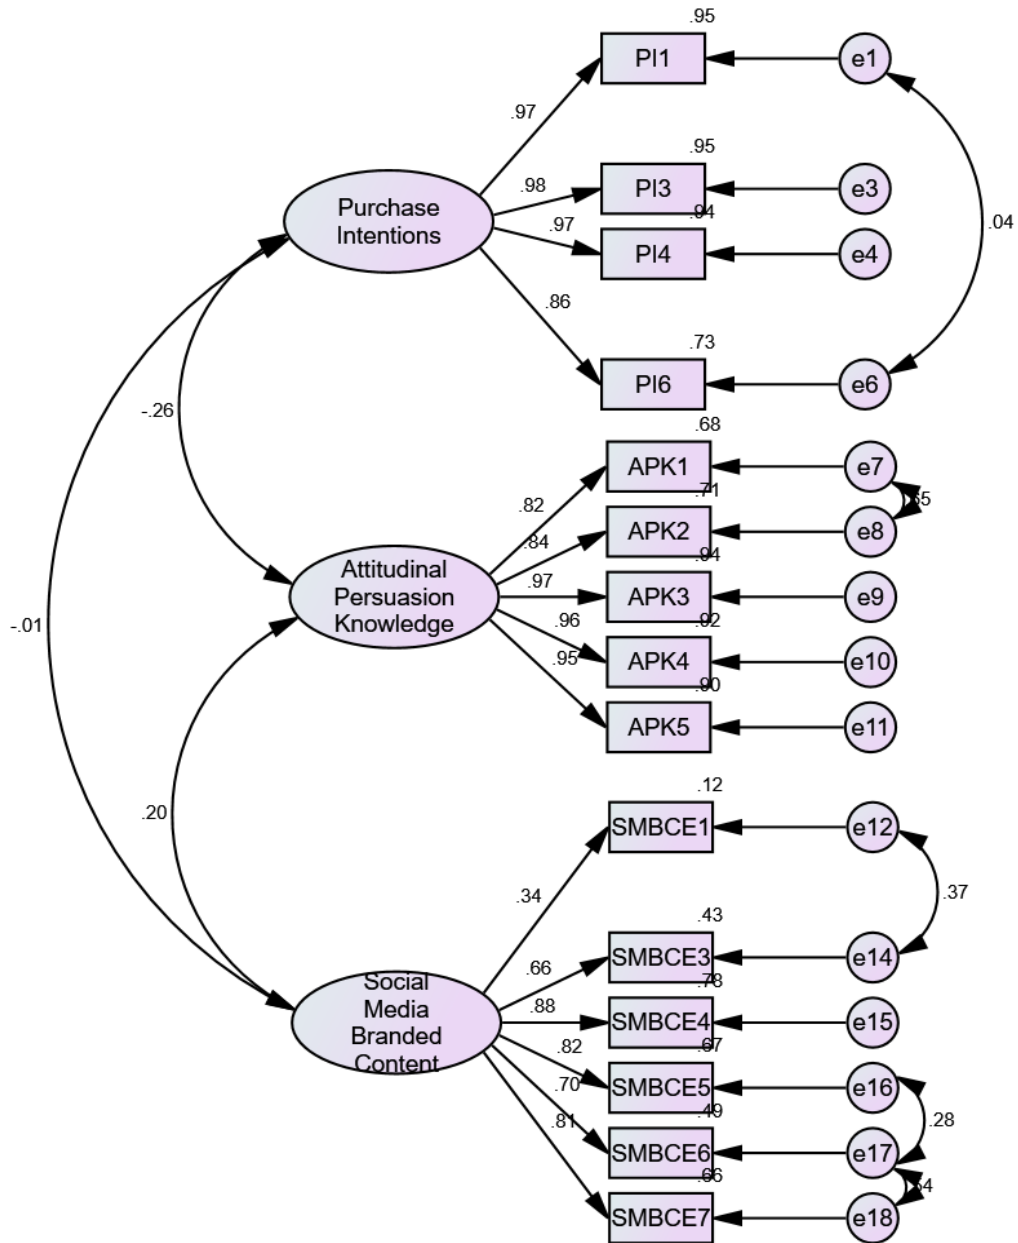 .95
PI1
e1
.97
.95
PI3
e3
.98
.94
PI4
e4
.97
Purchase
Intentions
.04
.86
.73
PI6
e6
-.26
.68
APK1
e7
.82
.71
APK2
e8
.84
.94
APK3
e9
.97
Attitudinal
Persuasion
Knowledge
.92
APK4
e10
.96
.90
APK5
e11
.95
-.01
.20
.12
SMBCE1
e12
.34
.37
.43
SMBCE3
e14
.66
.78
SMBCE4
e15
.88
Social
Media
Branded
Content
.67
SMBCE5
e16
.82
.28
.49
SMBCE6
e17
.70
.66
SMBCE7
e18
.81